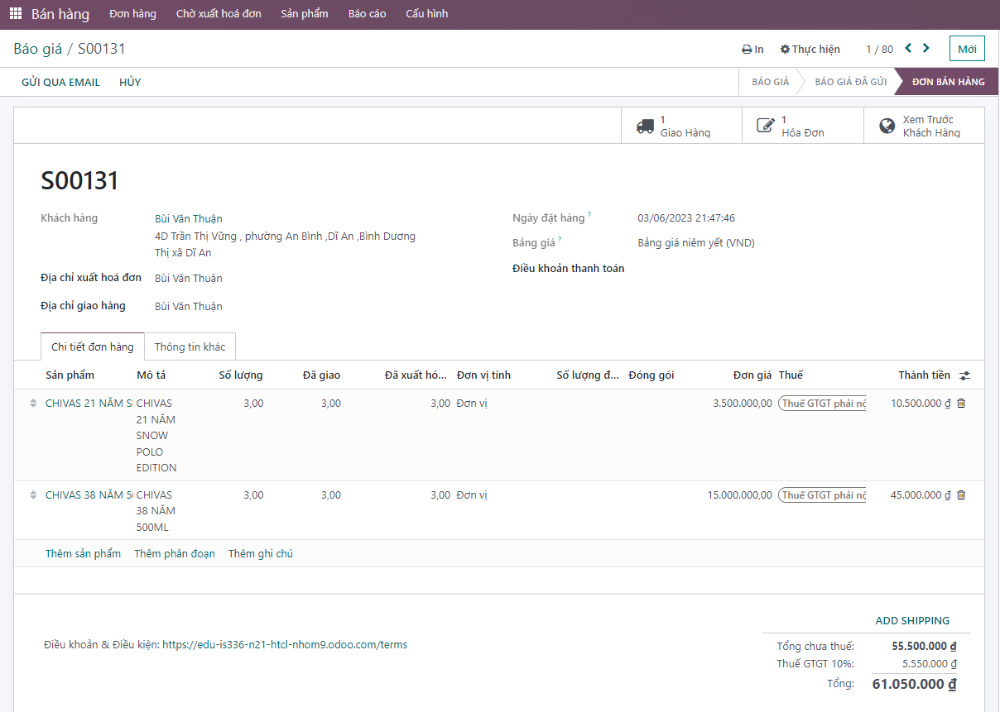 Bán hàng Đơn hàng Chờ xuất hoá đơn Sản phẩm Báo cáo Cấu hình
Báo giá / S00131 In Thực hiện 1 / 80 Mới
GỬI QUA EMAIL HỦY BÁO GIÁ BÁO GIÁ ĐÃ GỬI ĐƠN BÁN HÀNG
1 Giao Hàng
1 Hóa Đơn
Xem Trước
Khách Hàng
S00131
Khách hàng Bùi Văn Thuận
4D Trần Thị Vững , phường An Bình ,Dĩ An ,Bình Dương
Thị xã Dĩ An
Địa chỉ xuất hoá đơn Bùi Văn Thuận
Địa chỉ giao hàng Bùi Văn Thuận
Ngày đặt hàng ? 03/06/2023 21:47:46
Bảng giá ? Bảng giá niêm yết (VND)
Điều khoản thanh toán
Chi tiết đơn hàng Thông tin khác
Sản phẩm Mô tả Số lượng Đã giao Đã xuất hó... Đơn vị tính Số lượng đ... Đóng gói Đơn giá Thuế Thành tiền
CHIVAS 21 NĂM S CHIVAS 3,00 3,00 3,00 Đơn vị 3.500.000,00 Thuế GTGT phải nộ 10.500.000 ₫
21 NĂM
SNOW
POLO
EDITION
CHIVAS 38 NĂM 50 CHIVAS 3,00 3,00 3,00 Đơn vị 15.000.000,00 Thuế GTGT phải nộ 45.000.000 ₫
38 NĂM
500ML
Thêm sản phẩm Thêm phân đoạn Thêm ghi chú
ADD SHIPPING
Điều khoản & Điều kiện: https://edu-is336-n21-htcl-nhom9.odoo.com/terms
Tổng chưa thuế: 55.500.000 ₫
Thuế GTGT 10%: 5.550.000 ₫
Tổng: 61.050.000 ₫